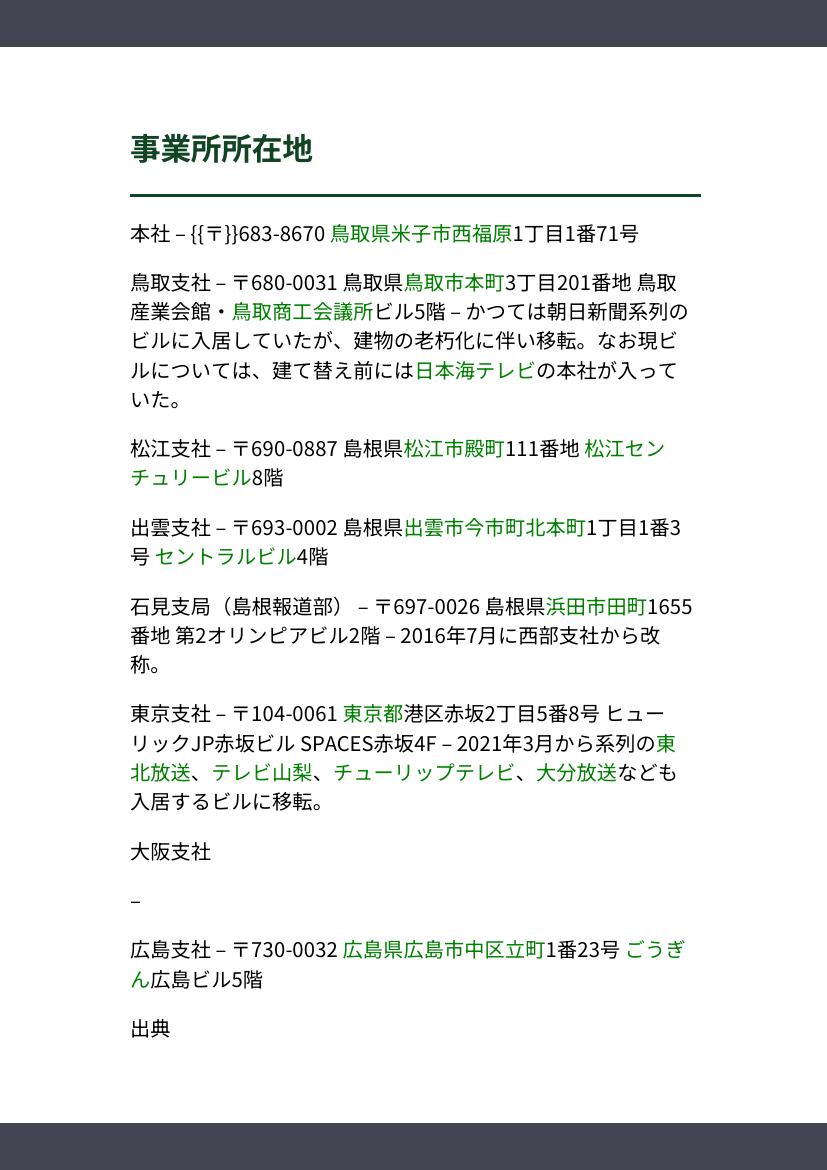 事業所所在地
本社 – {{〒}}683-8670 鳥取県米子市西福原1丁目1番71号
鳥取支社 – 〒680-0031 鳥取県鳥取市本町3丁目201番地 鳥取
産業会館・鳥取商工会議所ビル5階 – かつては朝日新聞系列の
ビルに入居していたが、建物の老朽化に伴い移転。なお現ビ
ルについては、建て替え前には日本海テレビの本社が入って
いた。
松江支社 – 〒690-0887 島根県松江市殿町111番地 松江セン
チュリービル8階
出雲支社 – 〒693-0002 島根県出雲市今市町北本町1丁目1番3
号 セントラルビル4階
石見支局（島根報道部） – 〒697-0026 島根県浜田市田町1655
番地 第2オリンピアビル2階 – 2016年7月に西部支社から改
称。
東京支社 – 〒104-0061 東京都港区赤坂2丁目5番8号 ヒュー
リックJP赤坂ビル SPACES赤坂4F – 2021年3月から系列の東
北放送、テレビ山梨、チューリップテレビ、大分放送なども
入居するビルに移転。
大阪支社
–
広島支社 – 〒730-0032 広島県広島市中区立町1番23号 ごうぎ
ん広島ビル5階
出典